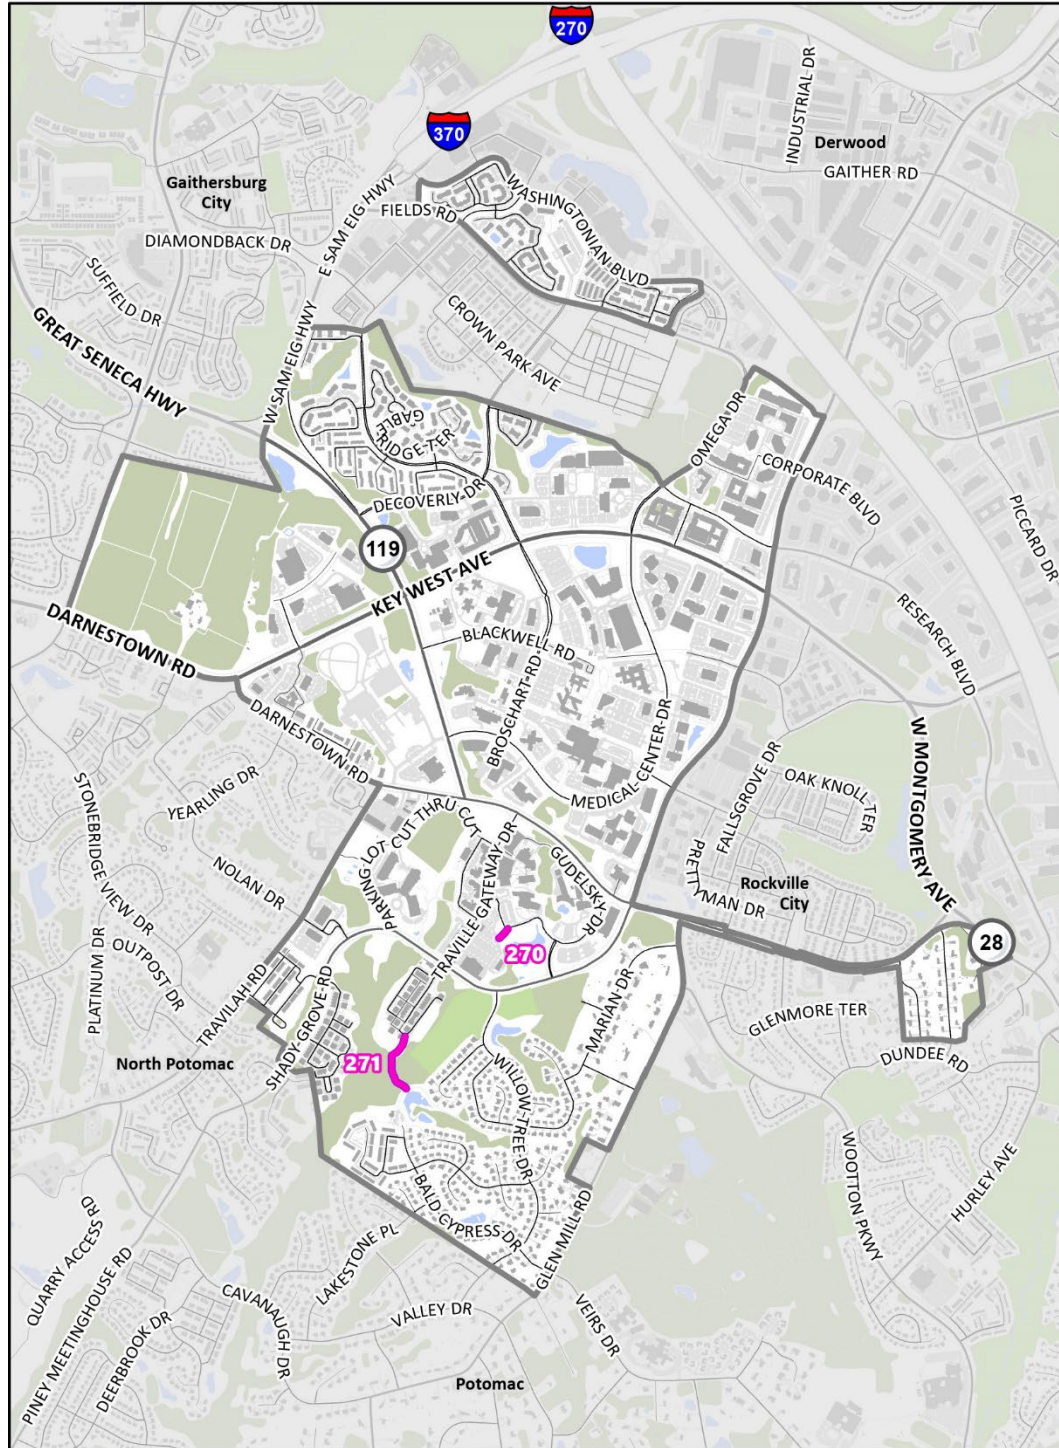 270
370
INDUSTRIAL DR
Derwood
GAITHER RD
Gaithersburg
City
E SAM EIG HWY
FIELDS RD
WASHINGTONIAN BLVD
DIAMONDBACK DR
SUFFIELD DR
GREAT SENECA HWY
W SAM EIG HWY
CROWN PARK AVE
GABLE
RIDGE TER
OMEGA DR
CORPORATE BLVD
DECOVERLY DR
PICCARD DR
119
KEY WEST AVE
DARNESTOWN RD
BLACKWELL RD
RESEARCH BLVD
BROSCHART RD
DARNESTOWN RD
MEDICAL CENTER DR
W MONTGOMERY AVE
STONEBRIDGE VIEW DR
YEARLING DR
FALLSGROVE DR
OAK KNOLL TER
PARKING LOT CUT THRU CUT
NOLAN DR
TRAVILLE GATEWAY DR
GUDELSKY DR
PRETTYMAN DR
Rockville
City
PLATINUM DR
OUTPOST DR
270
28
TRAVILAH RD
SHADY GROVE RD
MARIAN DR
GLENMORE TER
North Potomac
271
DUNDEE RD
WILLOW TREE DR
WOOTTON PKWY
HURLEY AVE
QUARRY ACCESS RD
BALD CYPRESS DR
GLEN MILL RD
LAKESTONE PL
PINEY MEETINGHOUSE RD
DEERBROOK DR
CAVANAUGH DR
VALLEY DR
VEIRS DR
Potomac